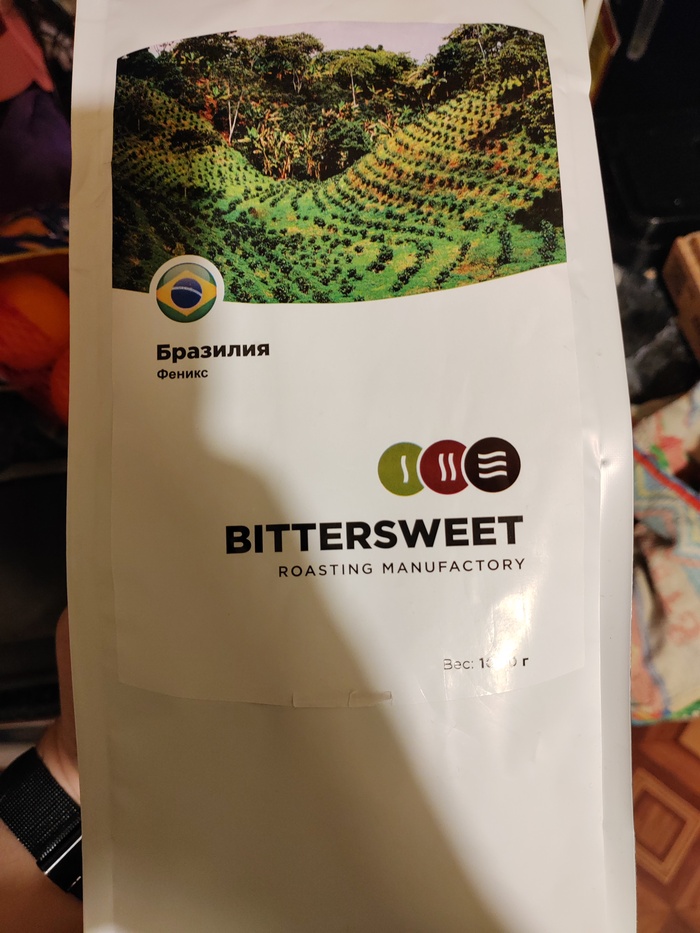 Бразилия
Феникс
BITTERSWEET
ROASTING MANUFACTORY
Вес: г